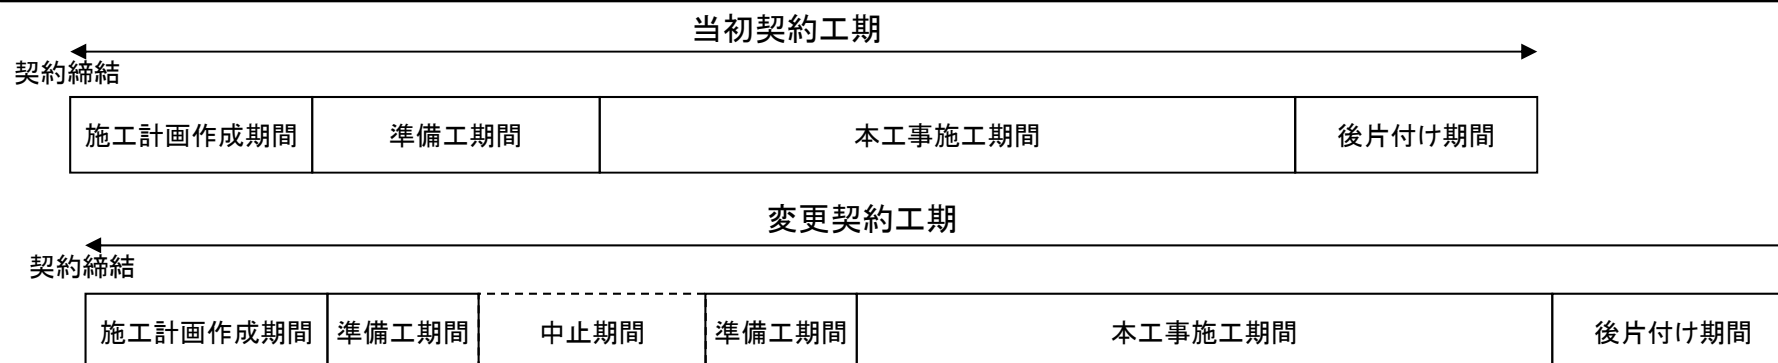 当初契約工期
契約締結
施工計画作成期間 準備工期間 本工事施工期間 後片付け期間
変更契約工期
契約締結
施工計画作成期間 準備工期間 中止期間 準備工期間 本工事施工期間 後片付け期間